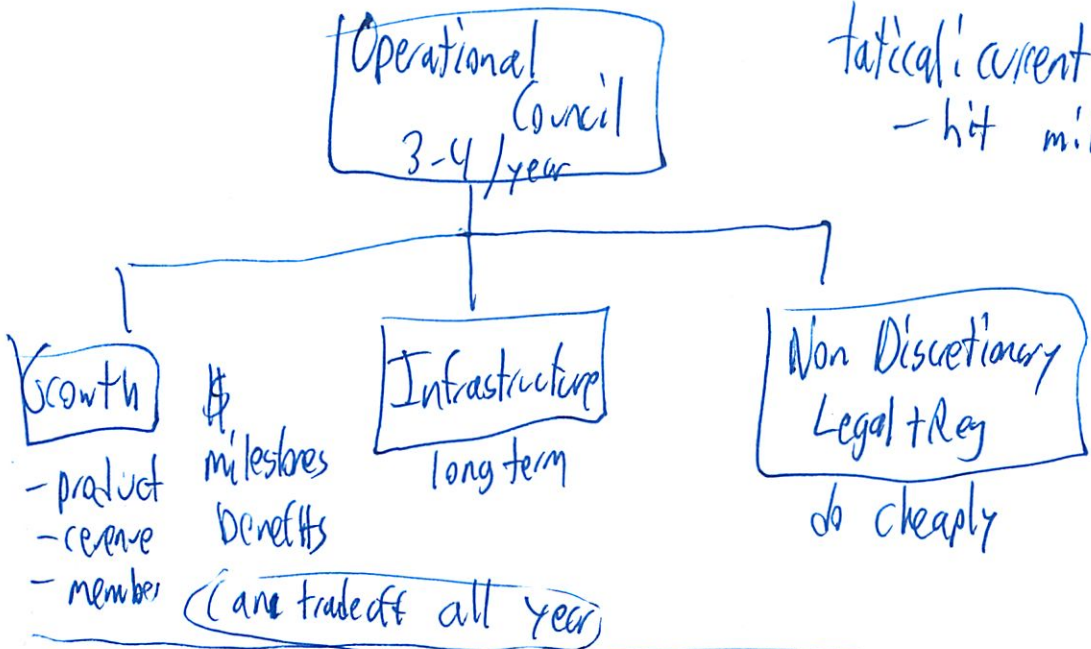 Operational
Council
3-4/year
tatical: current
- hit mi
Growth
- product
- revenue
- member
$
milestones
benefits
(Can tradeoff all year)
Infrastructure
long term
Non Discretionary
Legal + Reg
do cheaply